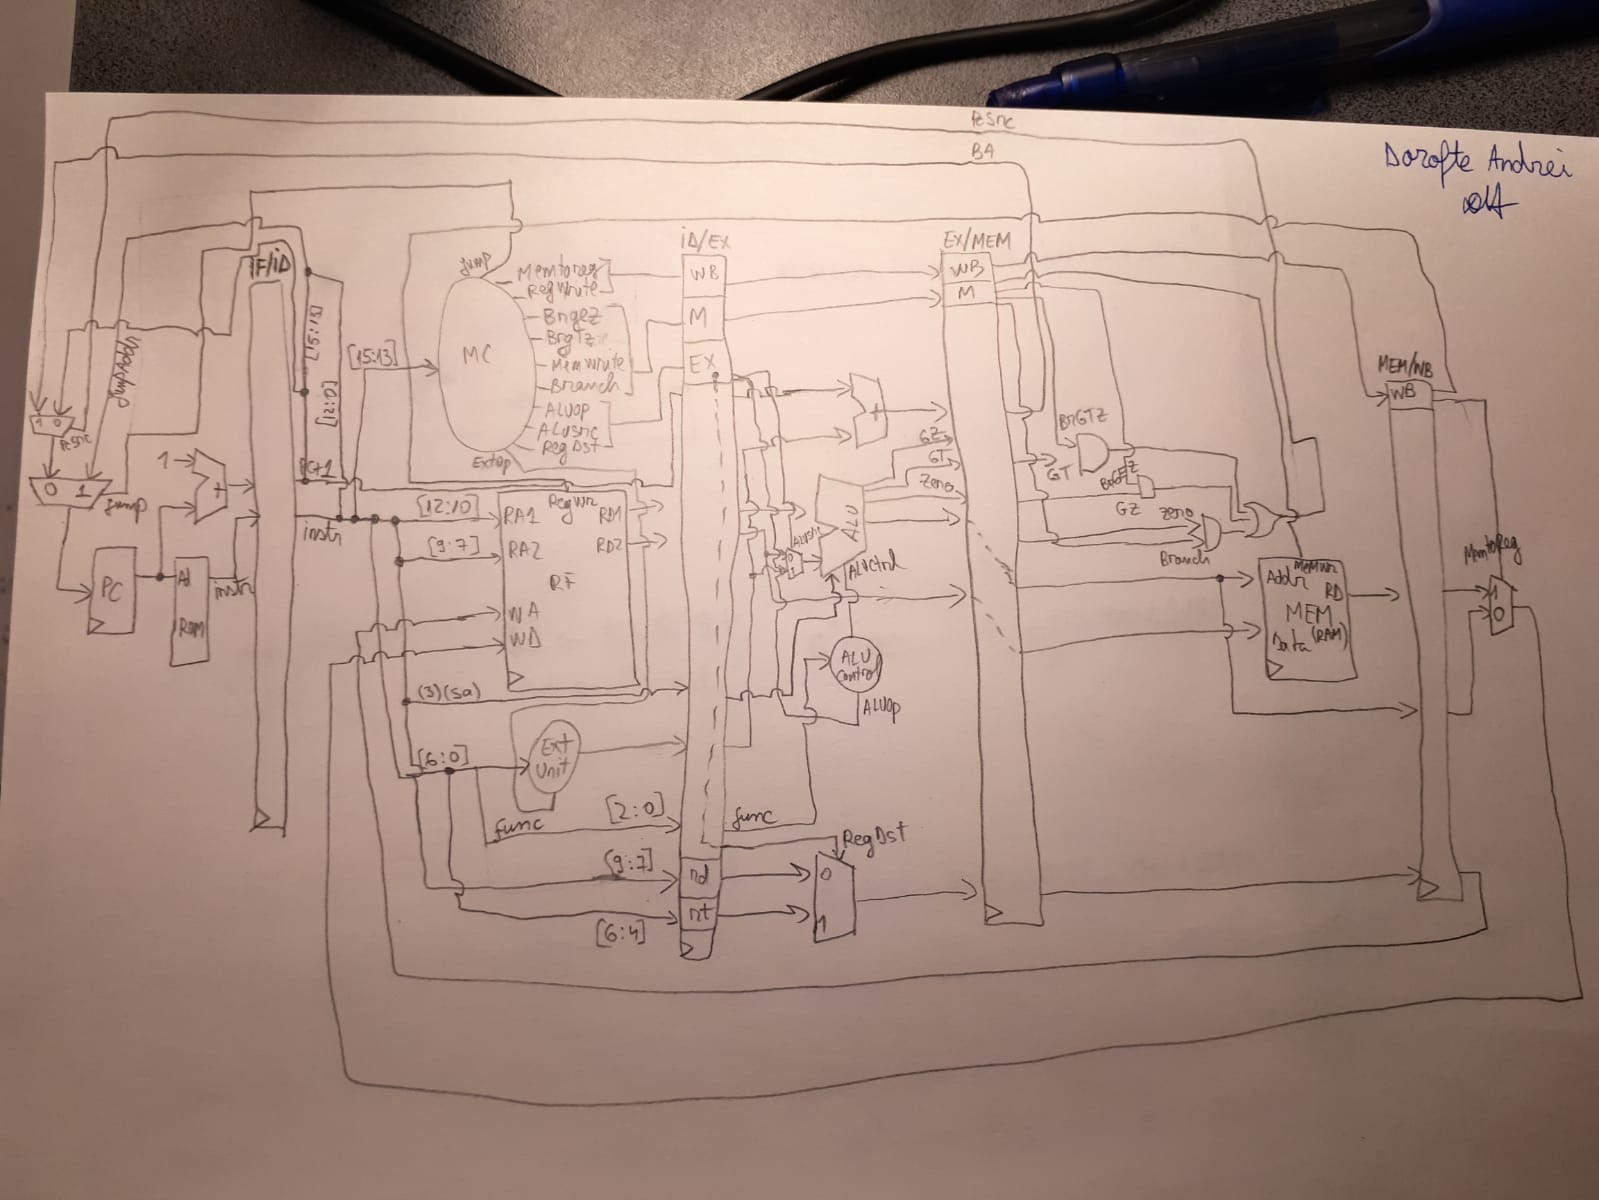 PcSrc
BA
Dorofte Andrei
iD/EX
EX/MEM
IF/iD
WB
M
EX
WB
M
MEM/WB
WB
jump
Memtoreg
RegWrite
BrgeZ
BrgTZ
MemWrite
Branch
ALUop
ALUsrc
RegDst
Extop
MC
[15:13]
[15:13]
[12:0]
jumpAddr
1 0
PcSrc
0 1
jump
1
+
PC+1
PC
Ad
ROM
instr
instr
[12:10]
[9:7]
RegWr
RA1
RA2
RD1
RD2
RF
WA
WD
(3)(sa)
[6:0]
Ext
Unit
func
[2:0]
func
[9:7]
rd
[6:4]
rt
RegDst
0
1
+
GZ
GT
Zero
ALU
ALUSrc
0
1
ALUCtrl
ALU
Control
ALUop
BrGTZ
GT
BrGEZ
GZ
Zero
Branch
MemWr
Addr
RD
MEM
Data
(RAM)
MemtoReg
1
0